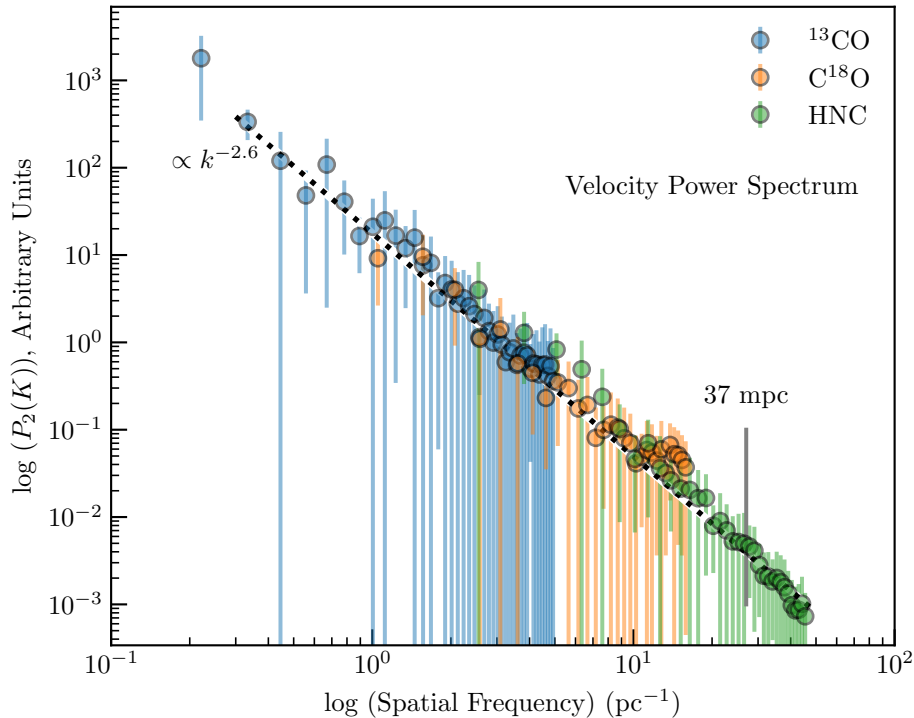 ¹³CO
C¹⁸O
HNC
∝ k⁻²·⁶
Velocity Power Spectrum
37 mpc
log (P₂(K)), Arbitrary Units
10³
10²
10¹
10⁰
10⁻¹
10⁻²
10⁻³
10⁻¹
10⁰
10¹
10²
log (Spatial Frequency) (pc⁻¹)